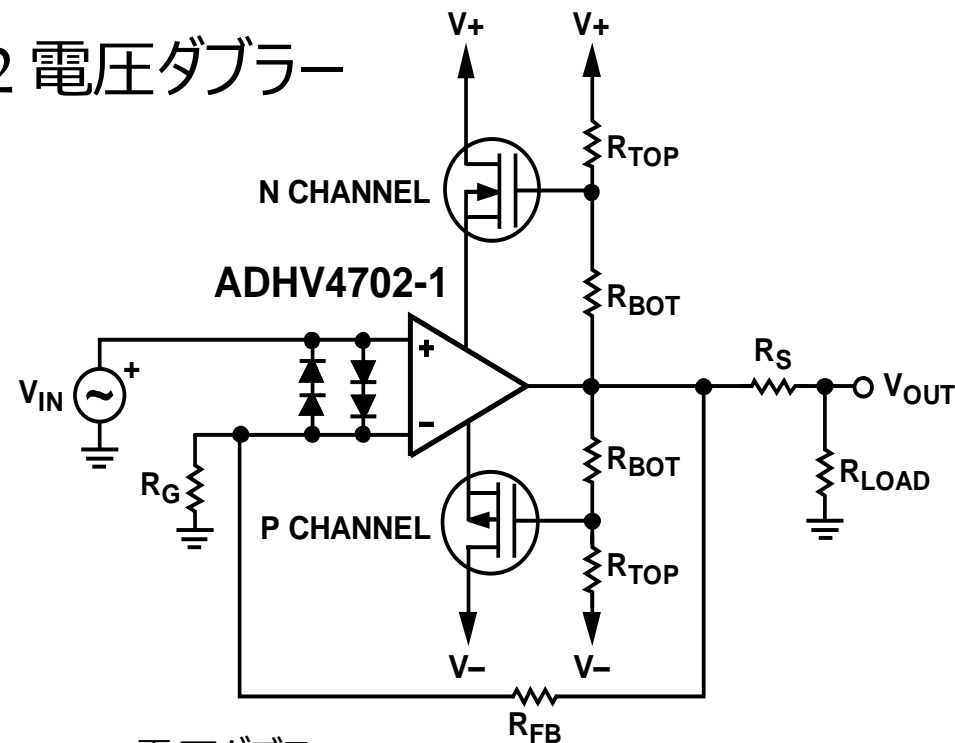 2 電圧ダブラー
V+
V+
R_TOP
N CHANNEL
ADHV4702-1
R_BOT
+
R_S
+
V_IN
V_OUT
−
R_BOT
R_G
R_LOAD
P CHANNEL
R_TOP
V−
V−
R_FB